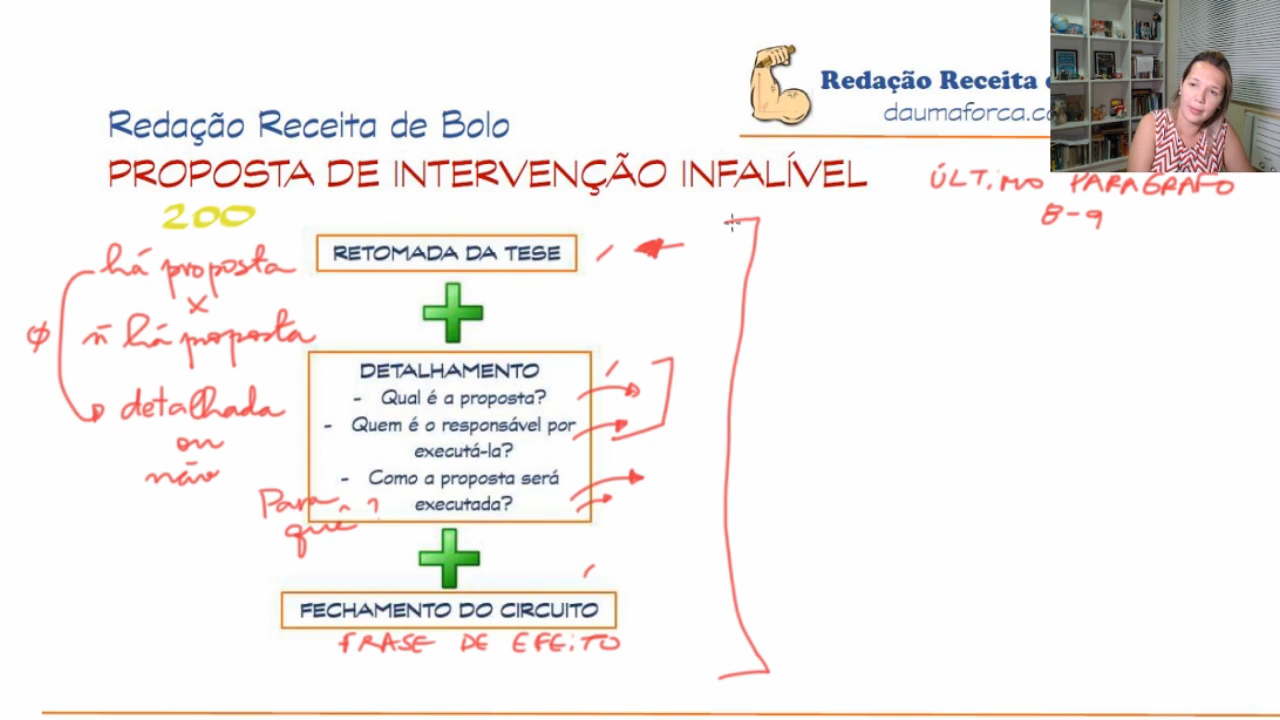 Redação Receita
daumaforca.co
Redação Receita de Bolo
PROPOSTA DE INTERVENÇÃO INFALÍVEL
ÚLTIMO PARÁGRAFO
8-9
200
há proposta
x
ñ há proposta
detalhada
ou
não
RETOMADA DA TESE
DETALHAMENTO
- Qual é a proposta?
- Quem é o responsável por
executá-la?
- Como a proposta será
executada?
Para
quê?
FECHAMENTO DO CIRCUITO
FRASE DE EFEITO